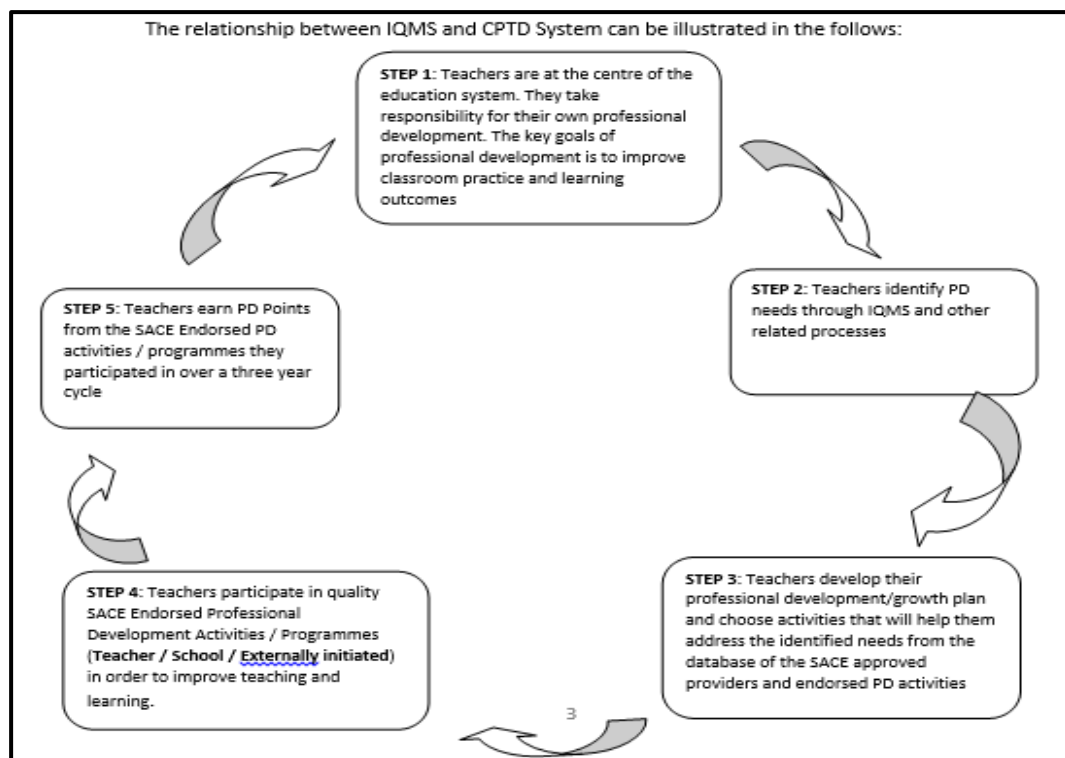 The relationship between IQMS and CPTD System can be illustrated in the follows:
STEP 1: Teachers are at the centre of the
education system. They take
responsibility for their own professional
development. The key goals of
professional development is to improve
classroom practice and learning
outcomes
STEP 2: Teachers identify PD
needs through IQMS and other
related processes
STEP 3: Teachers develop their
professional development/growth plan
and choose activities that will help them
address the identified needs from the
database of the SACE approved
providers and endorsed PD activities
STEP 4: Teachers participate in quality
SACE Endorsed Professional
Development Activities / Programmes
(Teacher / School / Externally initiated)
in order to improve teaching and
learning.
STEP 5: Teachers earn PD Points
from the SACE Endorsed PD
activities / programmes they
participated in over a three year
cycle
3